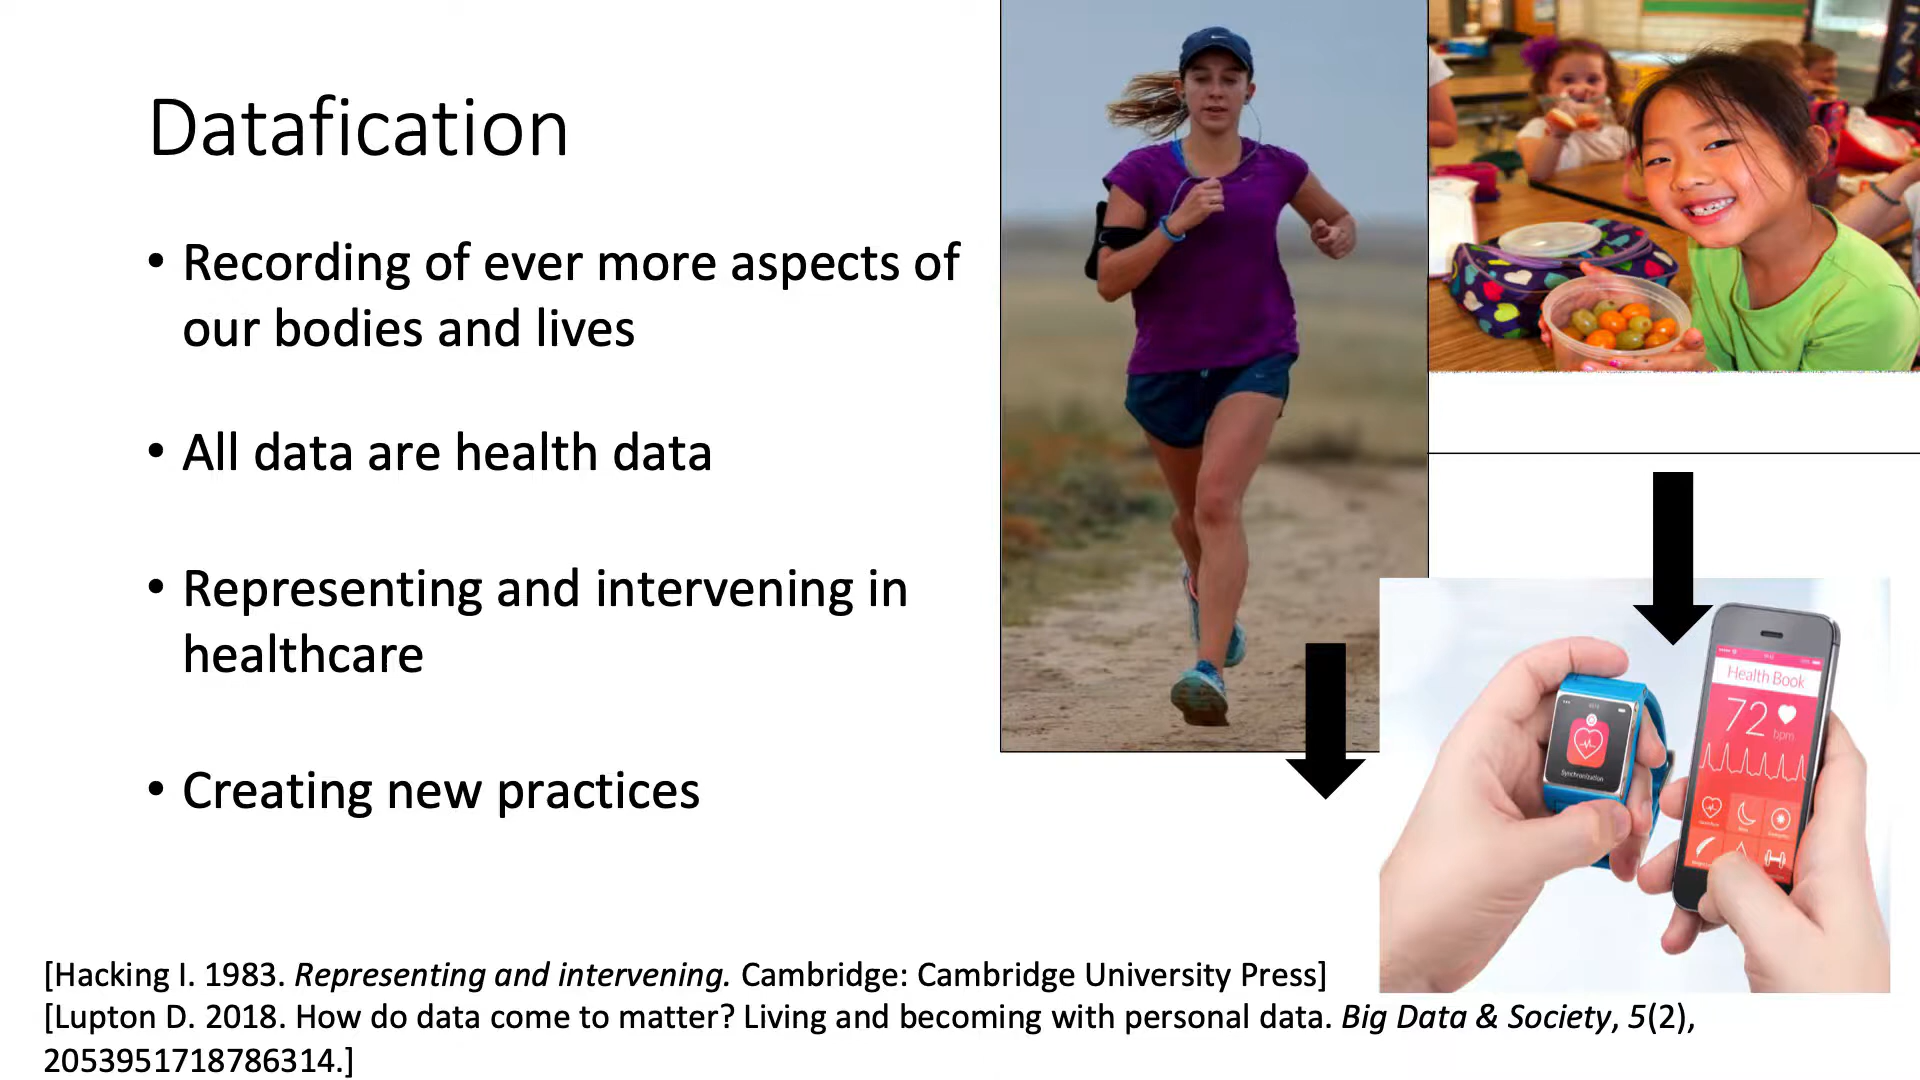 Datafication
• Recording of ever more aspects of
our bodies and lives
• All data are health data
• Representing and intervening in
healthcare
• Creating new practices
Health Book
72
bpm
Synchronization
[Hacking I. 1983. Representing and intervening. Cambridge: Cambridge University Press]
[Lupton D. 2018. How do data come to matter? Living and becoming with personal data. Big Data & Society, 5(2),
2053951718786314.]